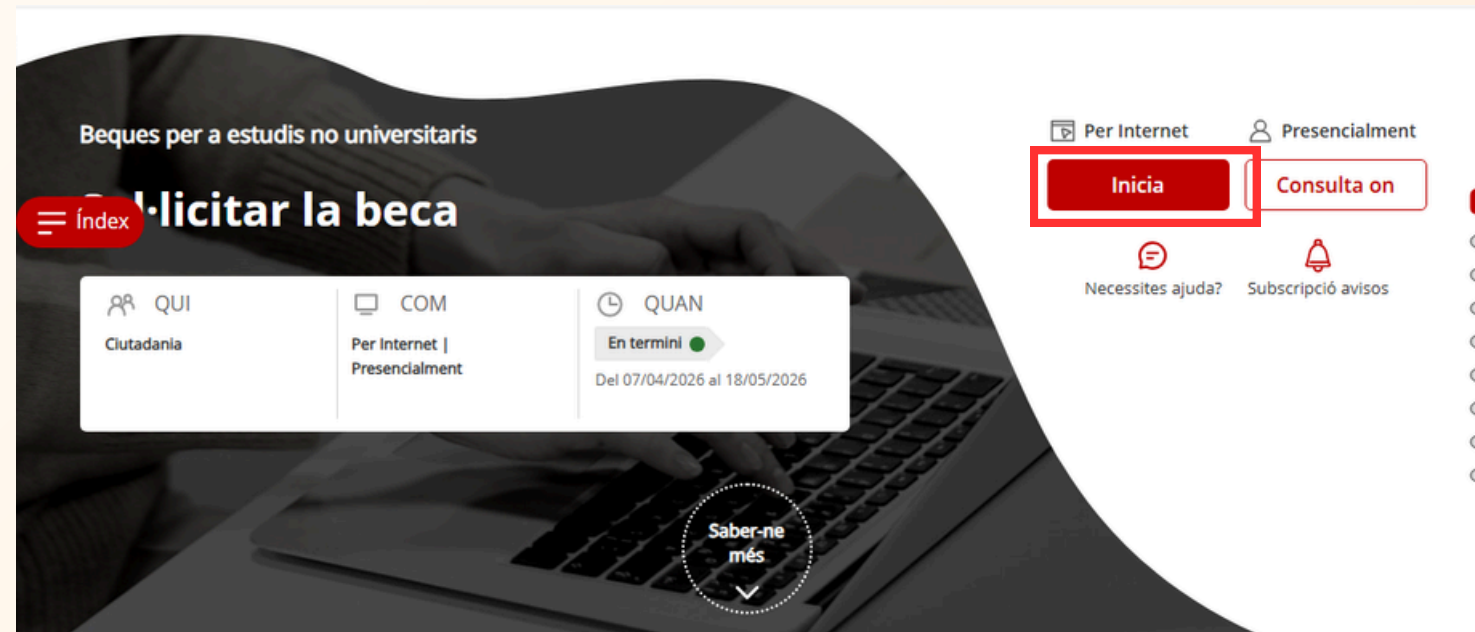 Beques per a estudis no universitaris
·licitar la beca
Índex
QUI
Ciutadania
COM
Per Internet |
Presencialment
QUAN
En termini
Del 07/04/2026 al 18/05/2026
Saber-ne
més
Per Internet
Presencialment
Inicia
Consulta on
Necessites ajuda?
Subscripció avisos